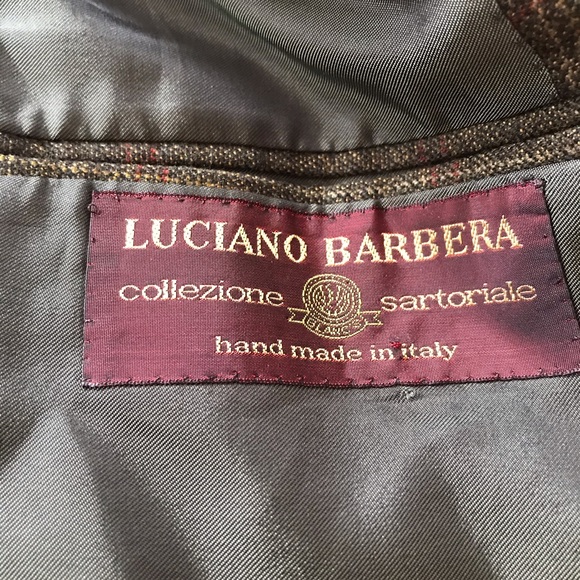 LUCIANO BARBERA
collezione sartoriale
hand made in italy